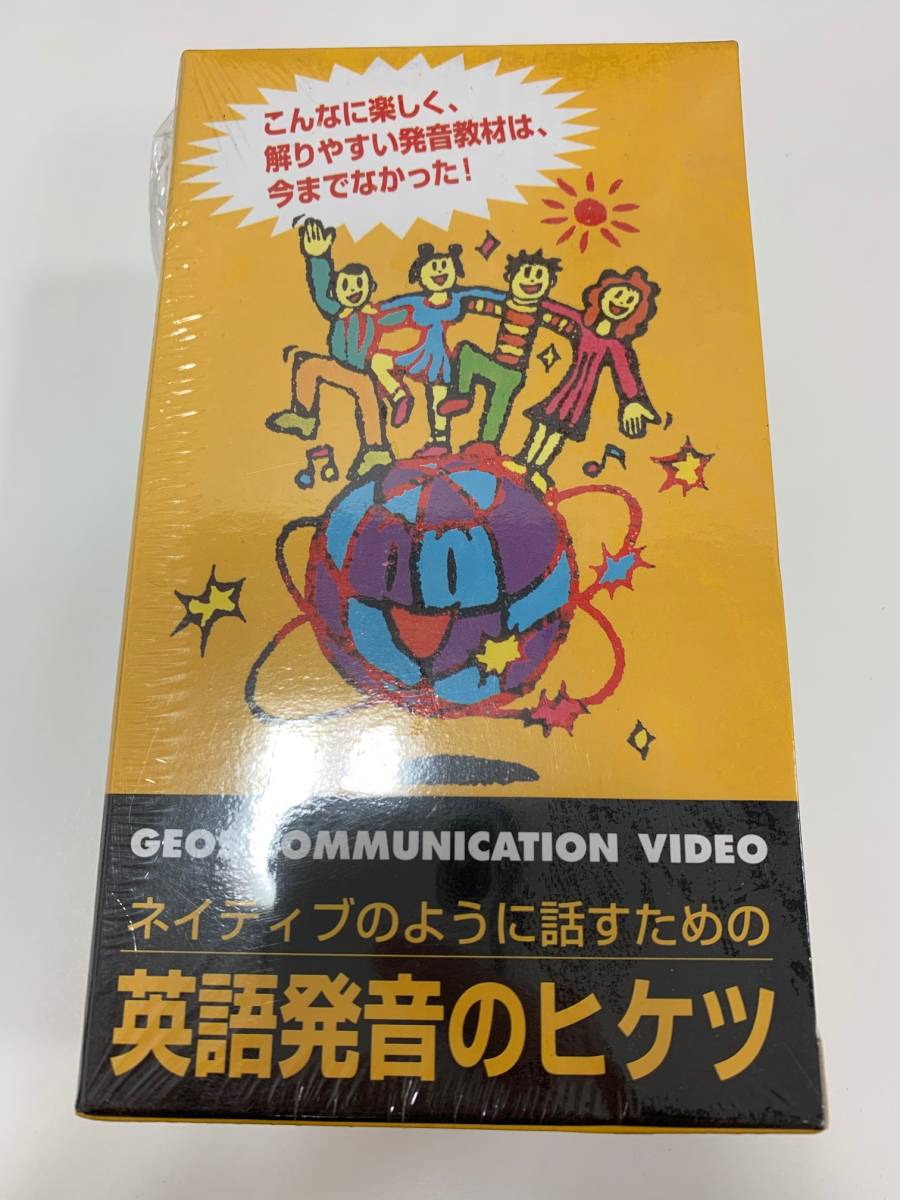 こんなに楽しく、
解りやすい発音教材は、
今までなかった!
GEOS COMMUNICATION VIDEO
ネイティブのように話すための
英語発音のヒケツ